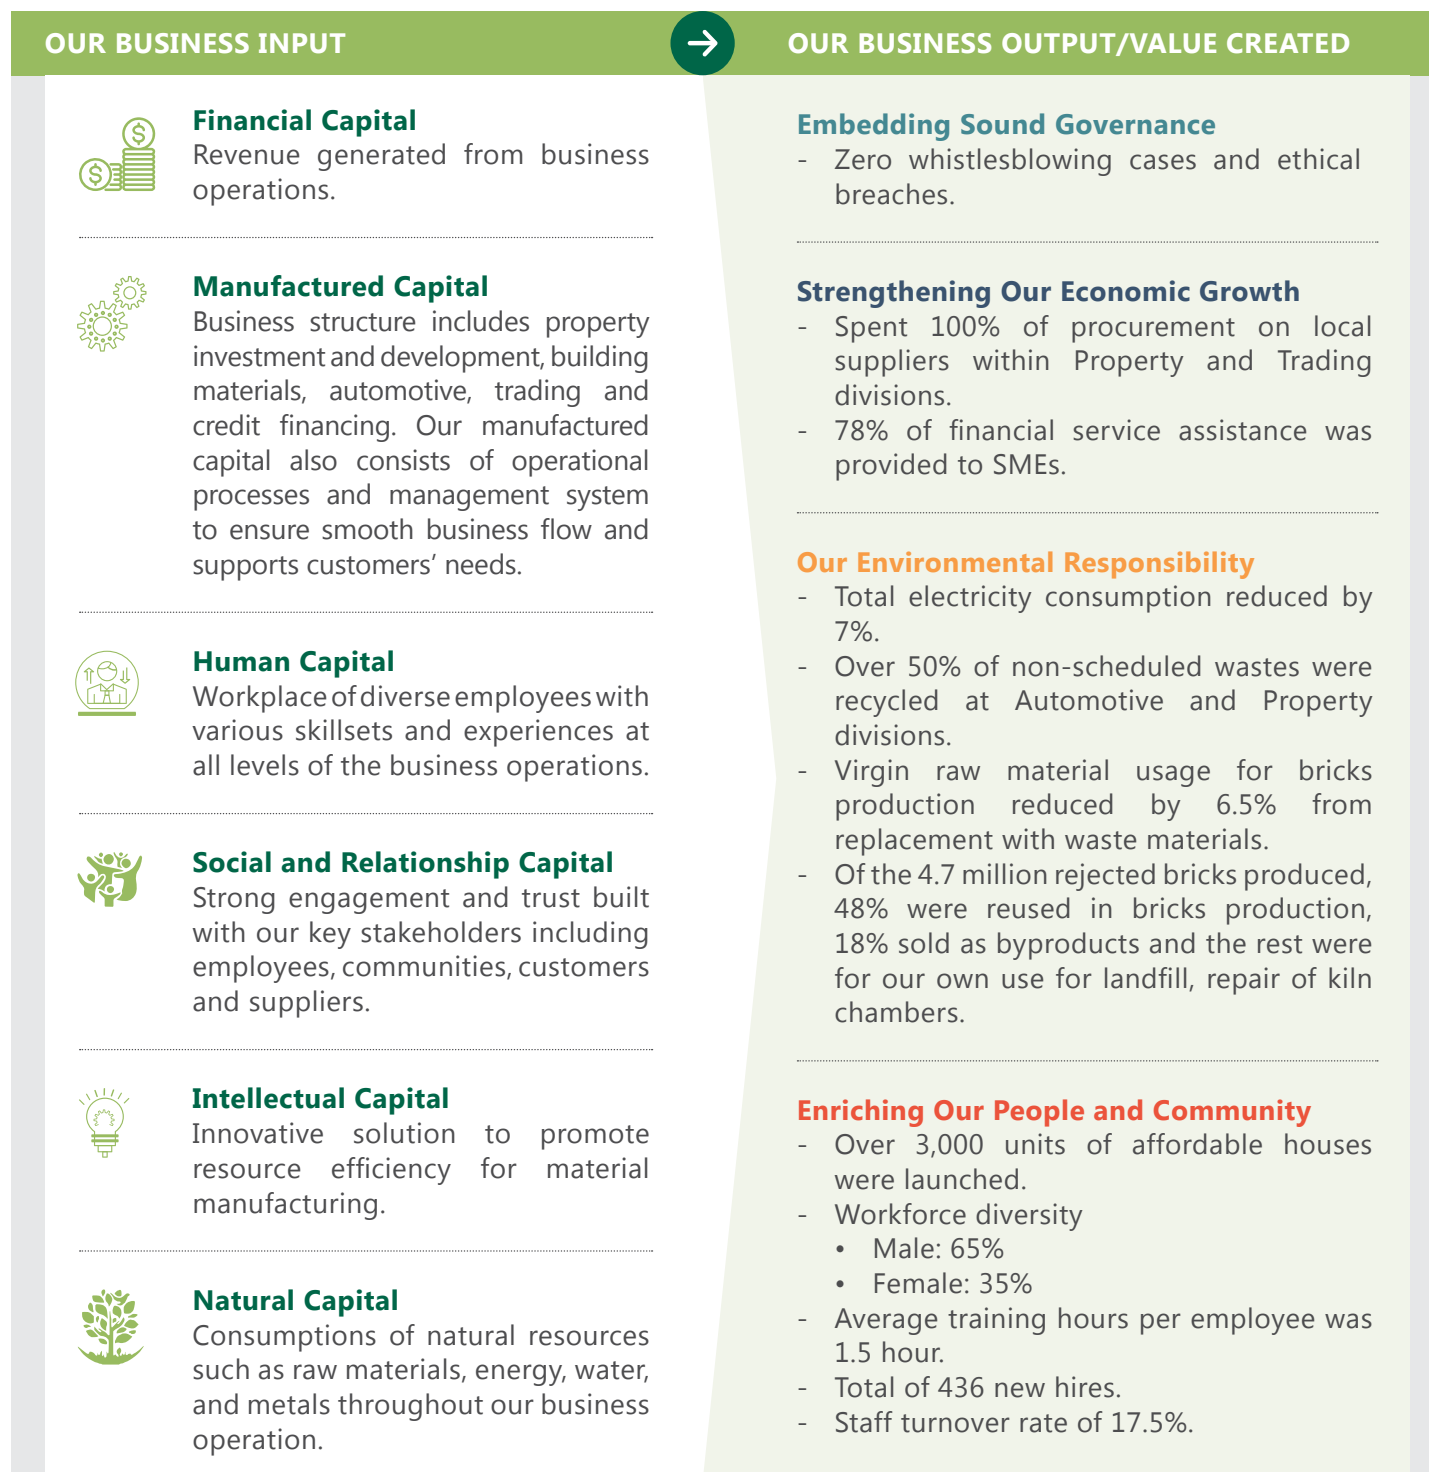 OUR BUSINESS INPUT
OUR BUSINESS OUTPUT/VALUE CREATED
Financial Capital
Revenue generated from business
operations.
Manufactured Capital
Business structure includes property
investment and development, building
materials, automotive, trading and
credit financing. Our manufactured
capital also consists of operational
processes and management system
to ensure smooth business flow and
supports customers’ needs.
Human Capital
Workplace of diverse employees with
various skillsets and experiences at
all levels of the business operations.
Social and Relationship Capital
Strong engagement and trust built
with our key stakeholders including
employees, communities, customers
and suppliers.
Intellectual Capital
Innovative solution to promote
resource efficiency for material
manufacturing.
Natural Capital
Consumptions of natural resources
such as raw materials, energy, water,
and metals throughout our business
operation.
Embedding Sound Governance
- Zero whistlesblowing cases and ethical
breaches.
Strengthening Our Economic Growth
- Spent 100% of procurement on local
suppliers within Property and Trading
divisions.
- 78% of financial service assistance was
provided to SMEs.
Our Environmental Responsibility
- Total electricity consumption reduced by
7%.
- Over 50% of non-scheduled wastes were
recycled at Automotive and Property
divisions.
- Virgin raw material usage for bricks
production reduced by 6.5% from
replacement with waste materials.
- Of the 4.7 million rejected bricks produced,
48% were reused in bricks production,
18% sold as byproducts and the rest were
for our own use for landfill, repair of kiln
chambers.
Enriching Our People and Community
- Over 3,000 units of affordable houses
were launched.
- Workforce diversity
• Male: 65%
• Female: 35%
- Average training hours per employee was
1.5 hour.
- Total of 436 new hires.
- Staff turnover rate of 17.5%.